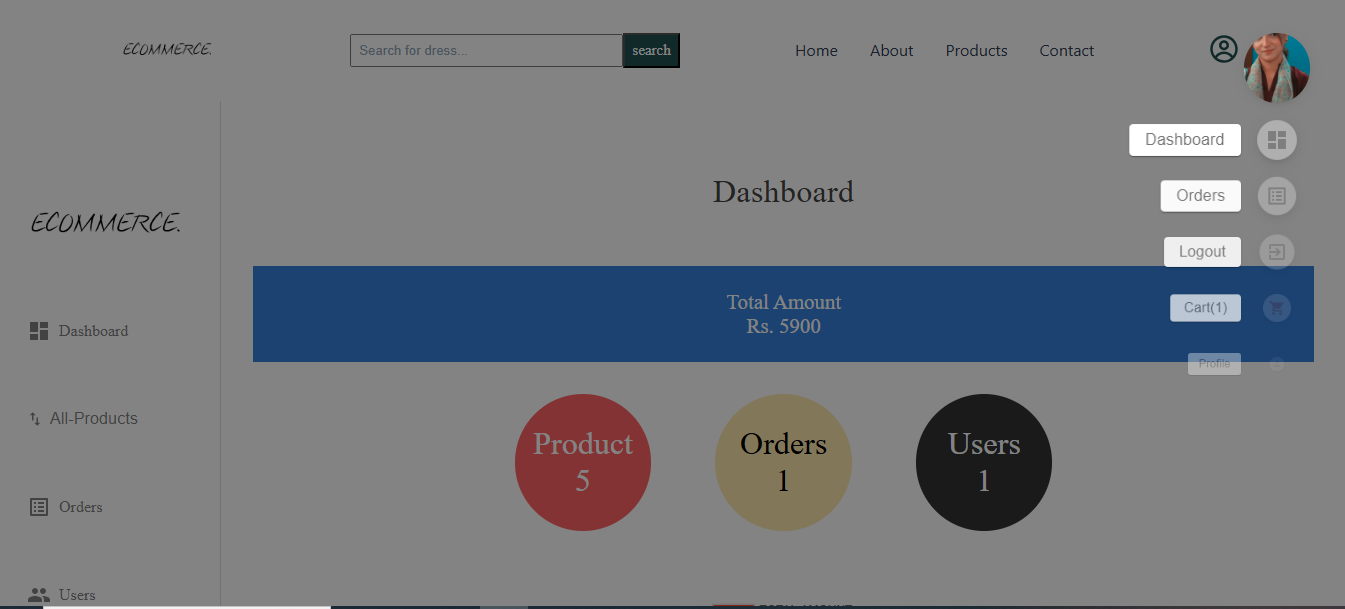 ECOMMERCE.
Search for dress...
search
Home
About
Products
Contact
Dashboard
Orders
Logout
Cart(1)
Profile
ECOMMERCE.
Dashboard
All-Products
Orders
Users
Dashboard
Total Amount
Rs. 5900
Product
5
Orders
1
Users
1